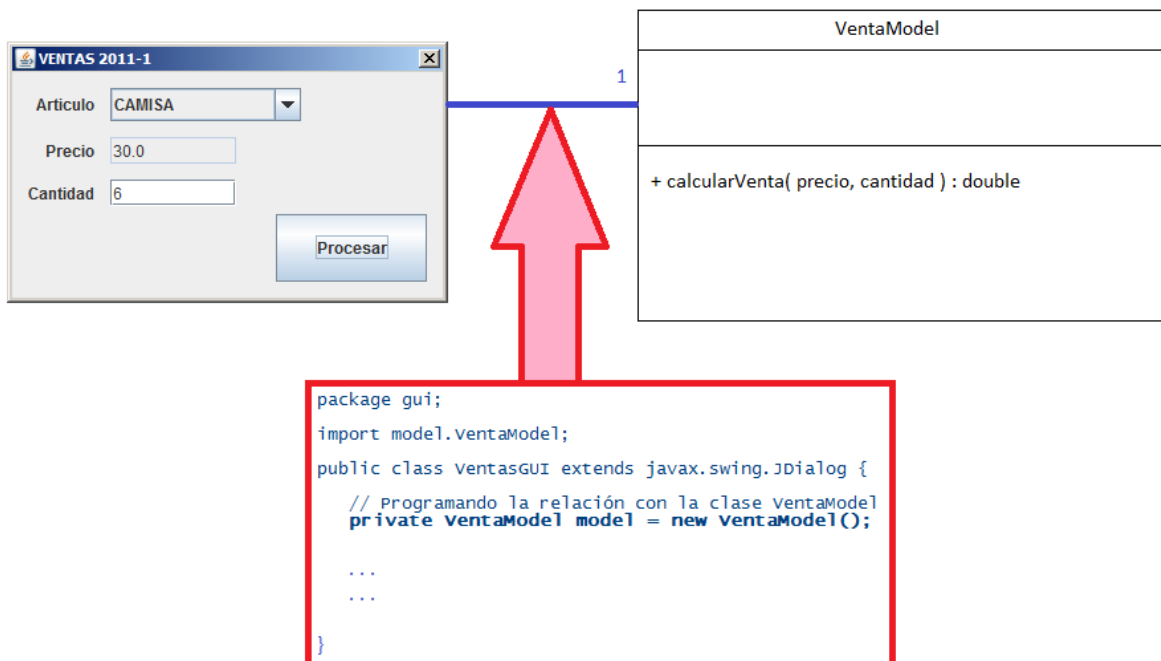 VentaModel
VENTAS 2011-1
1
Articulo CAMISA
Precio 30.0
Cantidad 6
+ calcularVenta( precio, cantidad ) : double
Procesar
package gui;
import model.VentaModel;
public class VentasGUI extends javax.swing.JDialog {
// Programando la relación con la clase VentaModel
private VentaModel model = new VentaModel();
...
...
}